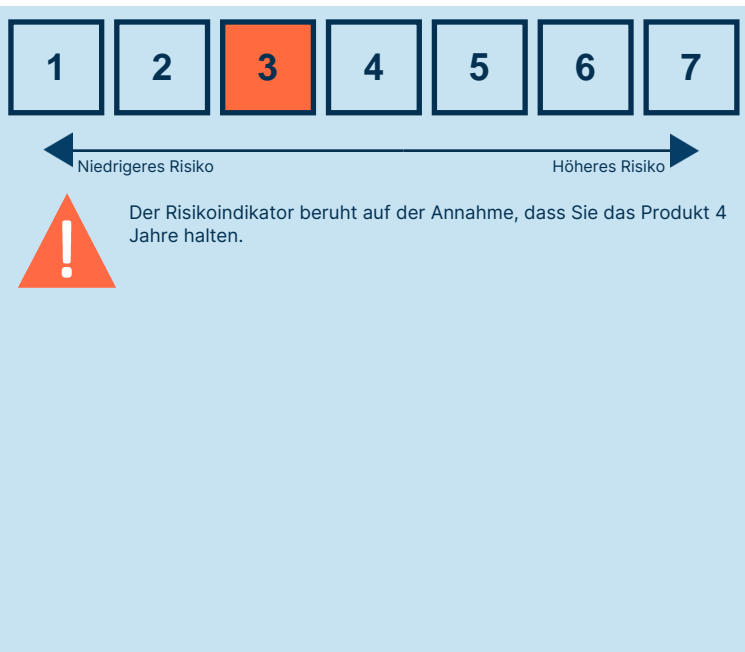 1 2 3 4 5 6 7
Niedrigeres Risiko Höheres Risiko
Der Risikoindikator beruht auf der Annahme, dass Sie das Produkt 4
Jahre halten.